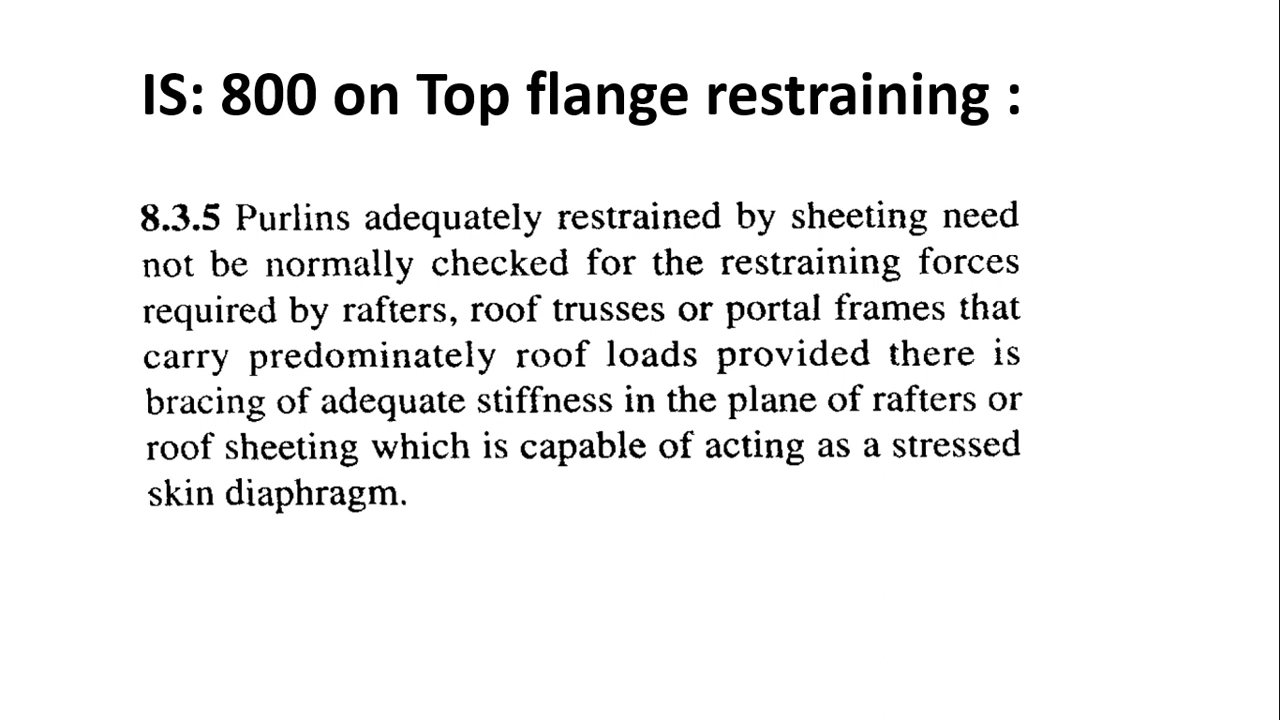 IS: 800 on Top flange restraining :
8.3.5 Purlins adequately restrained by sheeting need
not be normally checked for the restraining forces
required by rafters, roof trusses or portal frames that
carry predominately roof loads provided there is
bracing of adequate stiffness in the plane of rafters or
roof sheeting which is capable of acting as a stressed
skin diaphragm.